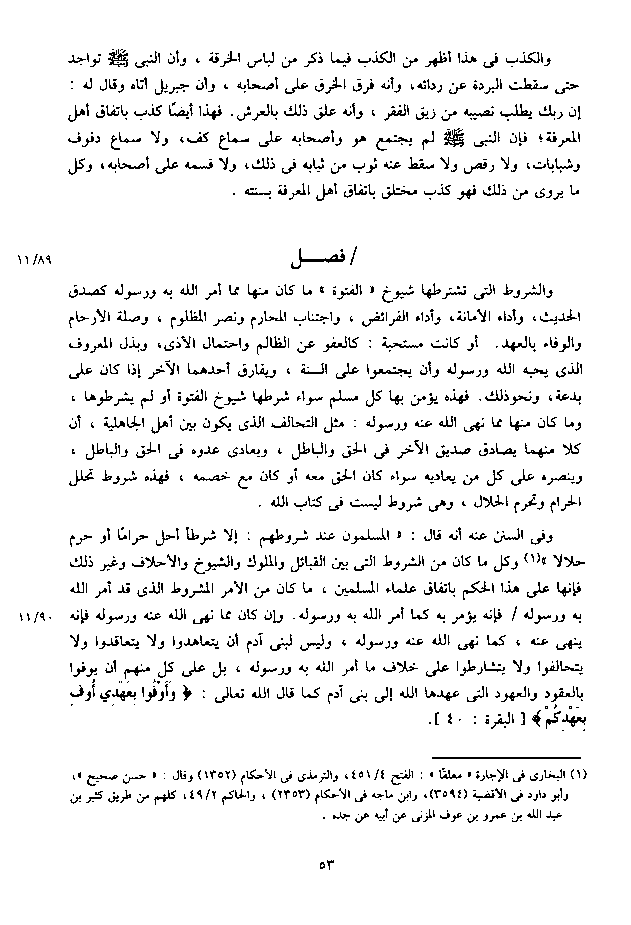 والكذب فى هذا أظهر من الكذب فيما ذكر من لباس الخرقة ، وأن النبى ﷺ تواجد
حتى سقطت البردة عن ردائه، وأنه فرق الخرق على أصحابه ، وأن جبريل أتاه وقال له :
إن ربك يطلب نصيبه من زيق الفقر ، وأنه علق ذلك بالعرش. فهذا أيضًا كذب باتفاق أهل
المعرفة؛ فإن النبى ﷺ لم يجتمع هو وأصحابه على سماع كف، ولا سماع دفوف
وشبابات، ولا رقص ولا سقط عنه ثوب من ثيابه فى ذلك، ولا قسمه على أصحابه، وكل
ما يروى من ذلك فهو كذب مختلق باتفاق أهل المعرفة بسنته .
١١/٨٩
/ فصــــل
والشروط التى تشترطها شيوخ « الفتوة » ما كان منها مما أمر الله به ورسوله كصدق
الحديث، وأداء الأمانة، وأداء الفرائض ، واجتناب المحارم ونصر المظلوم ، وصلة الأرحام
والوفاء بالعهد. أو كانت مستحبة : كالعفو عن الظالم واحتمال الأذى، وبذل المعروف
الذى يحبه الله ورسوله وأن يجتمعوا على السنة ، ويفارق أحدهما الآخر إذا كان على
بدعة، ونحوذلك. فهذه يؤمن بها كل مسلم سواء شرطها شيوخ الفتوة أو لم يشرطوها ،
وما كان منها مما نهى الله عنه ورسوله : مثل التحالف الذى يكون بين أهل الجاهلية ، أن
كلا منهما يصادق صديق الآخر فى الحق والباطل ، ويعادى عدوه فى الحق والباطل ،
وينصره على كل من يعاديه سواء كان الحق معه أو كان مع خصمه ، فهذه شروط تحلل
الحرام وتحرم الحلال ، وهى شروط ليست فى كتاب الله .
وفى السنن عنه أنه قال : « المسلمون عند شروطهم : إلا شرطاً أحل حرامًا أو حرم
حلالا »(١) وكل ما كان من الشروط التى بين القبائل والملوك والشيوخ والأحلاف وغير ذلك
فإنها على هذا الحكم باتفاق علماء المسلمين ، ما كان من الأمر المشروط الذى قد أمر الله
١١/٩٠
به ورسوله / فإنه يؤمر به كما أمر الله به ورسوله. وإن كان مما نهى الله عنه ورسوله فإنه
ينهى عنه ، كما نهى الله عنه ورسوله ، وليس لبنى آدم أن يتعاهدوا ولا يتعاقدوا ولا
يتحالفوا ولا يتشارطوا على خلاف ما أمر الله به ورسوله ، بل على كل منهم أن يوفوا
بالعقود والعهود التى عهدها الله إلى بنى آدم كما قال الله تعالى : ﴿ وَأَوْفُوا بِعَهْدِي أُوفِ
بِعَهْدِكُمْ ﴾ [ البقرة : ٤٠ ].
(١) البخارى فى الإجارة « معلقًا » : الفتح ٤٥١/٤، والترمذى فى الأحكام (١٣٥٢) وقال : « حسن صحيح »،
وأبو داود فى الأقضية (٣٥٩٤)، وابن ماجه فى الأحكام (٢٣٥٣) ، والحاكم ٤٩/٢، كلهم من طريق كثير بن
عبد الله بن عمرو بن عوف المزنى عن أبيه عن جده .
٥٣